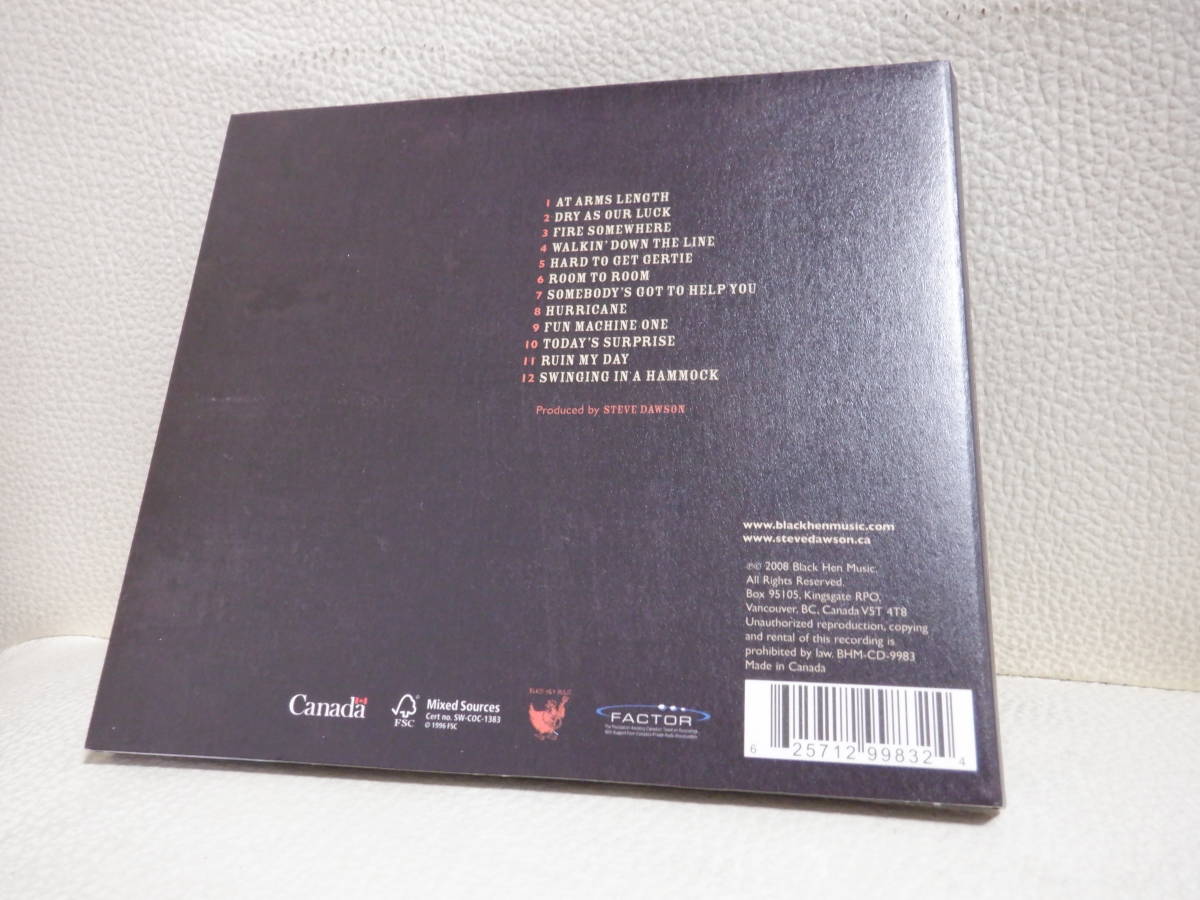 1 AT ARMS LENGTH
2 DRY AS OUR LUCK
3 FIRE SOMEWHERE
4 WALKIN' DOWN THE LINE
5 HARD TO GET GERTIE
6 ROOM TO ROOM
7 SOMEBODY'S GOT TO HELP YOU
8 HURRICANE
9 FUN MACHINE ONE
10 TODAY'S SURPRISE
11 RUIN MY DAY
12 SWINGING IN A HAMMOCK
Produced by STEVE DAWSON
www.blackhenmusic.com
www.stevedawson.ca
℗© 2008 Black Hen Music.
All Rights Reserved.
Box 95105, Kingsgate RPO,
Vancouver, BC, Canada V5T 4T8
Unauthorized reproduction, copying
and rental of this recording is
prohibited by law. BHM-CD-9983
Made in Canada
Canada
FSC
Mixed Sources
Cert no. SW-COC-1383
© 1996 FSC
BLACK HEN MUSIC
FACTOR
6 25712 99832 4